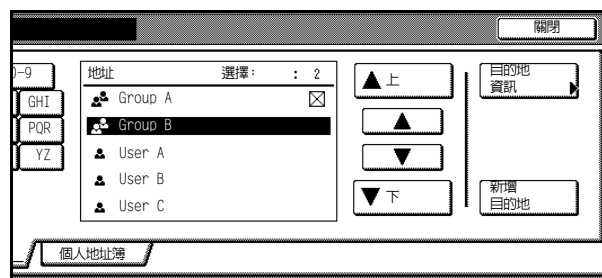 關閉
0-9
GHI
PQR
YZ
地址 選擇: : 2
Group A
Group B
User A
User B
User C
上
下
目的地
資訊
新增
目的地
個人地址簿